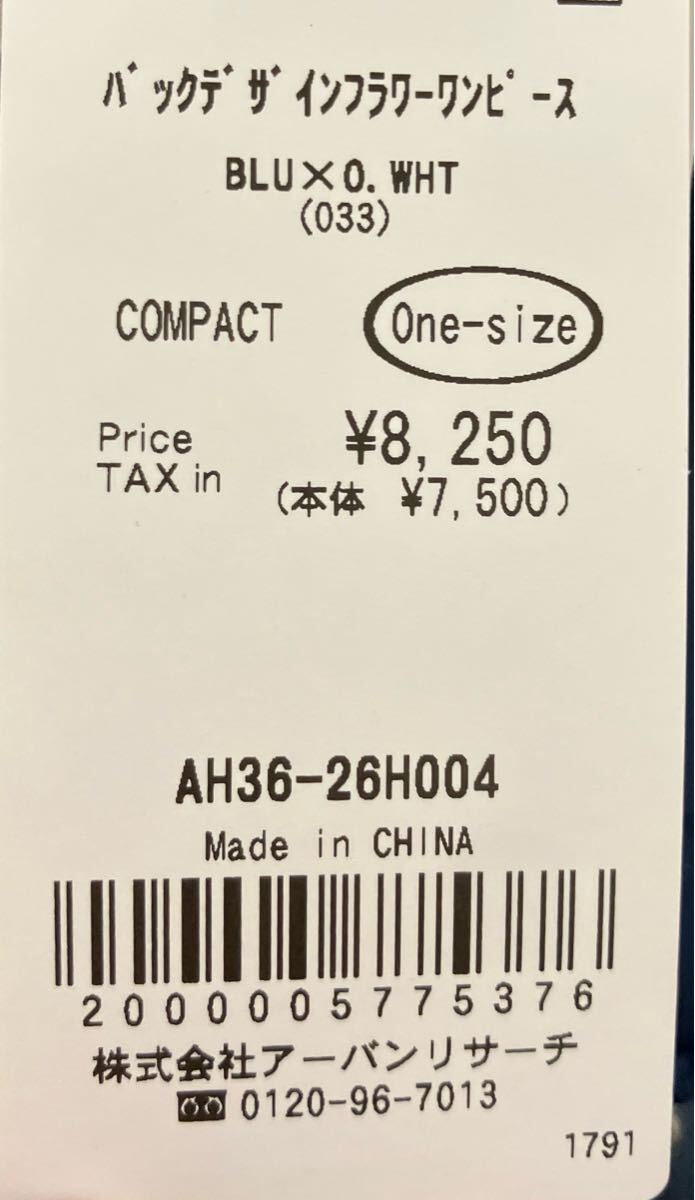 バックデザインフラワーワンピース
BLU×O.WHT
(033)
COMPACT One-size
Price TAX in ¥8,250
(本体 ¥7,500)
AH36-26H004
Made in CHINA
2000005775376
株式会社アーバンリサーチ
0120-96-7013
1791